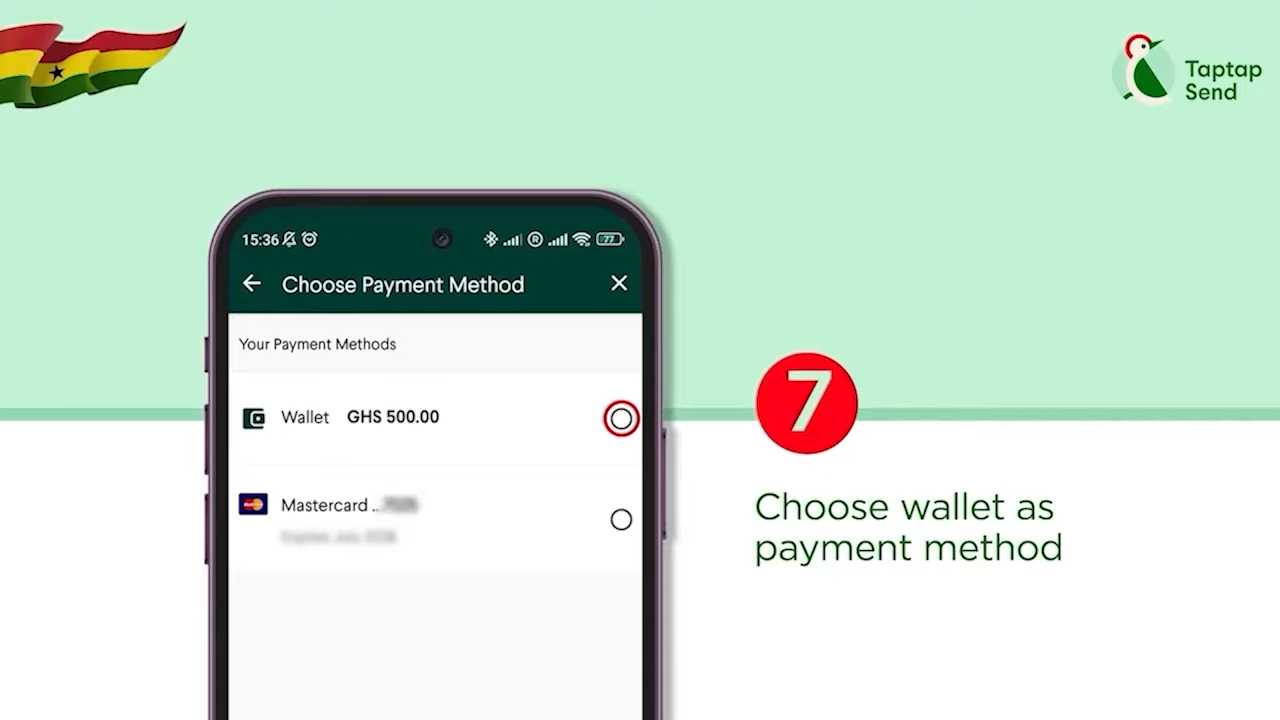 Taptap
Send
15:36
77
Choose Payment Method
Your Payment Methods
Wallet GHS 500.00
Mastercard ..
7
Choose wallet as
payment method